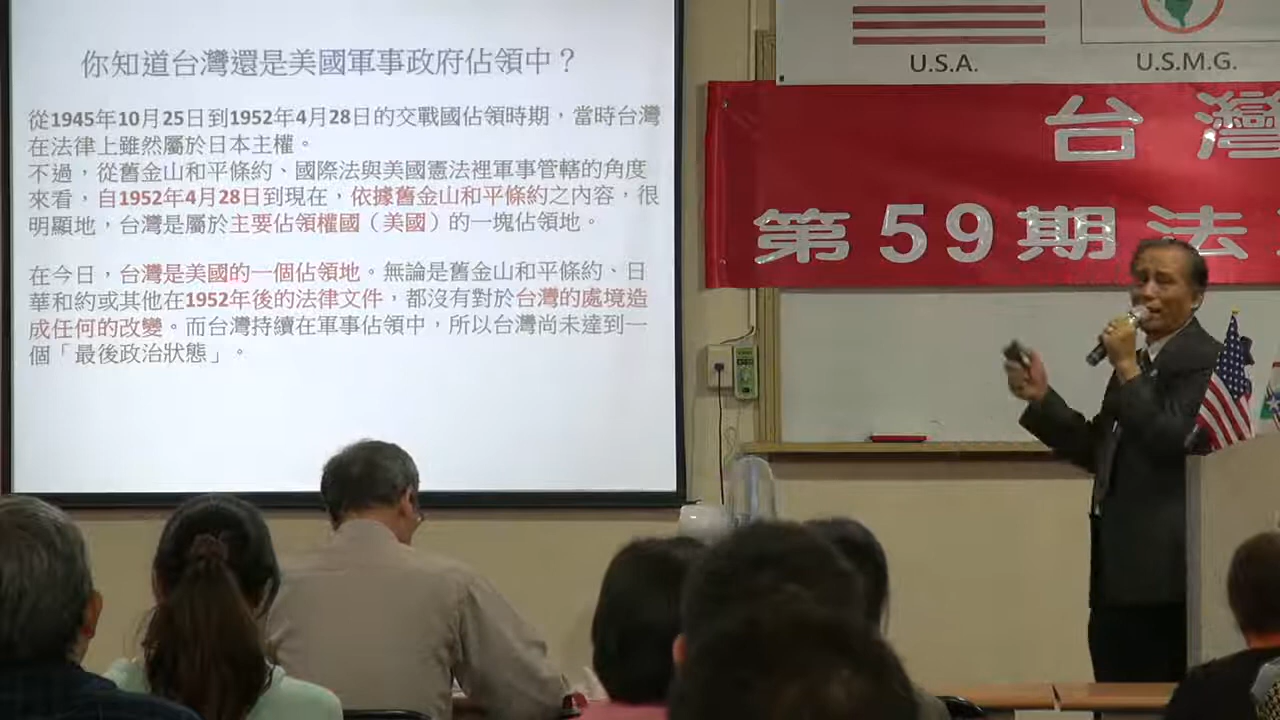 你知道台灣還是美國軍事政府佔領中？
從1945年10月25日到1952年4月28日的交戰國佔領時期，當時台灣
在法律上雖然屬於日本主權。
不過，從舊金山和平條約、國際法與美國憲法裡軍事管轄的角度
來看，自1952年4月28日到現在，依據舊金山和平條約之內容，很
明顯地，台灣是屬於主要佔領權國（美國）的一塊佔領地。
在今日，台灣是美國的一個佔領地。無論是舊金山和平條約、日
華和約或其他在1952年後的法律文件，都沒有對於台灣的處境造
成任何的改變。而台灣持續在軍事佔領中，所以台灣尚未達到一
個「最後政治狀態」。
U.S.A.
U.S.M.G.
台灣
第59期法